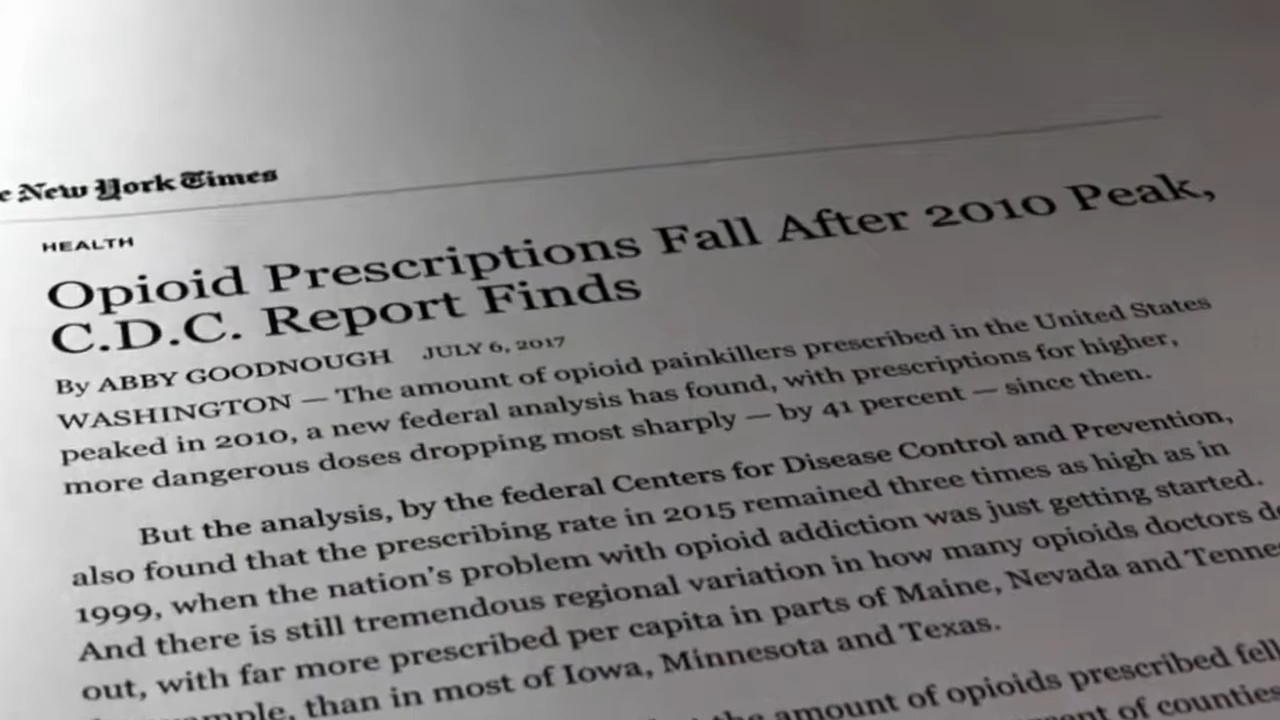 New York Times
HEALTH
Opioid Prescriptions Fall After 2010 Peak,
C.D.C. Report Finds
By ABBY GOODNOUGH JULY 6, 2017
WASHINGTON — The amount of opioid painkillers prescribed in the United States
peaked in 2010, a new federal analysis has found, with prescriptions for higher,
more dangerous doses dropping most sharply — by 41 percent — since then.
But the analysis, by the federal Centers for Disease Control and Prevention,
also found that the prescribing rate in 2015 remained three times as high as in
1999, when the nation's problem with opioid addiction was just getting started.
And there is still tremendous regional variation in how many opioids doctors
out, with far more prescribed per capita in parts of Maine, Nevada and
than in most of Iowa, Minnesota and Texas.
the amount of opioids prescribed fell
of counties